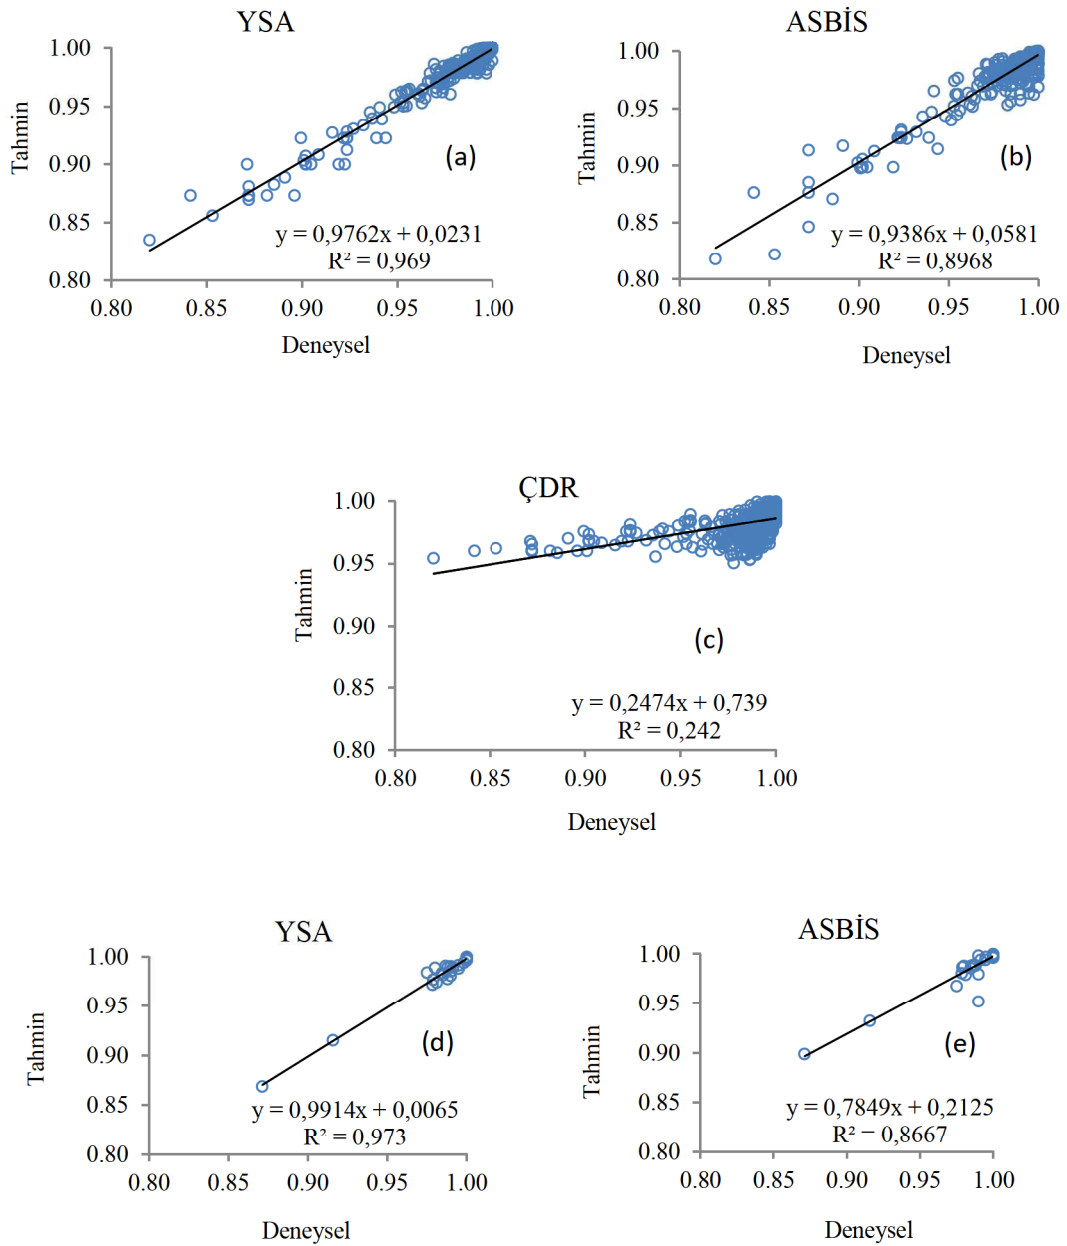 YSA
1.00
0.95
0.90
0.85
0.80
Tahmin
(a)
y = 0,9762x + 0,0231
R² = 0,969
0.80 0.85 0.90 0.95 1.00
Deneysel
ASBİS
1.00
0.95
0.90
0.85
0.80
Tahmin
(b)
y = 0,9386x + 0,0581
R² = 0,8968
0.80 0.85 0.90 0.95 1.00
Deneysel
ÇDR
1.00
0.95
0.90
0.85
0.80
Tahmin
(c)
y = 0,2474x + 0,739
R² = 0,242
0.80 0.85 0.90 0.95 1.00
Deneysel
YSA
1.00
0.95
0.90
0.85
0.80
Tahmin
(d)
y = 0,9914x + 0,0065
R² = 0,973
0.80 0.85 0.90 0.95 1.00
Deneysel
ASBİS
1.00
0.95
0.90
0.85
0.80
Tahmin
(e)
y = 0,7849x + 0,2125
R² = 0,8667
0.80 0.85 0.90 0.95 1.00
Deneysel